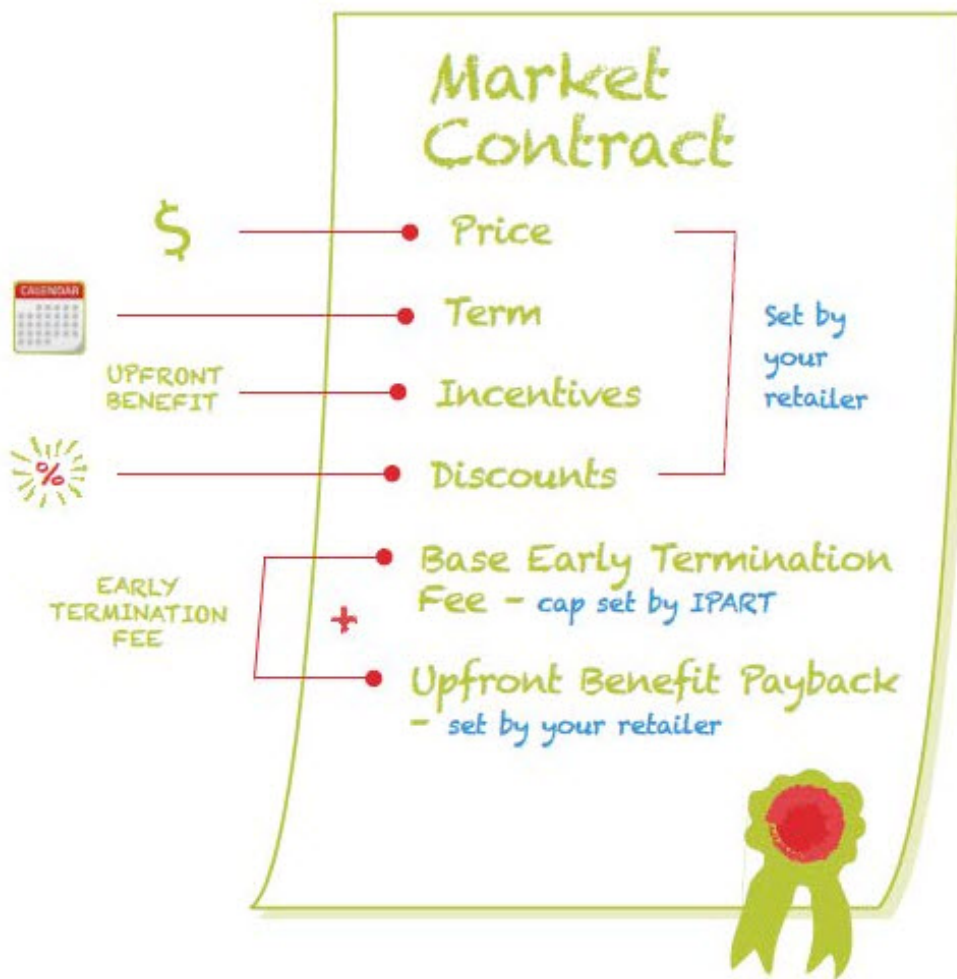 Market
Contract
$
Price
CALENDAR
Term
Set by
your
retailer
UPFRONT
BENEFIT
Incentives
%
Discounts
EARLY
TERMINATION
FEE
Base Early Termination
Fee - cap set by IPART
+
Upfront Benefit Payback
- set by your retailer